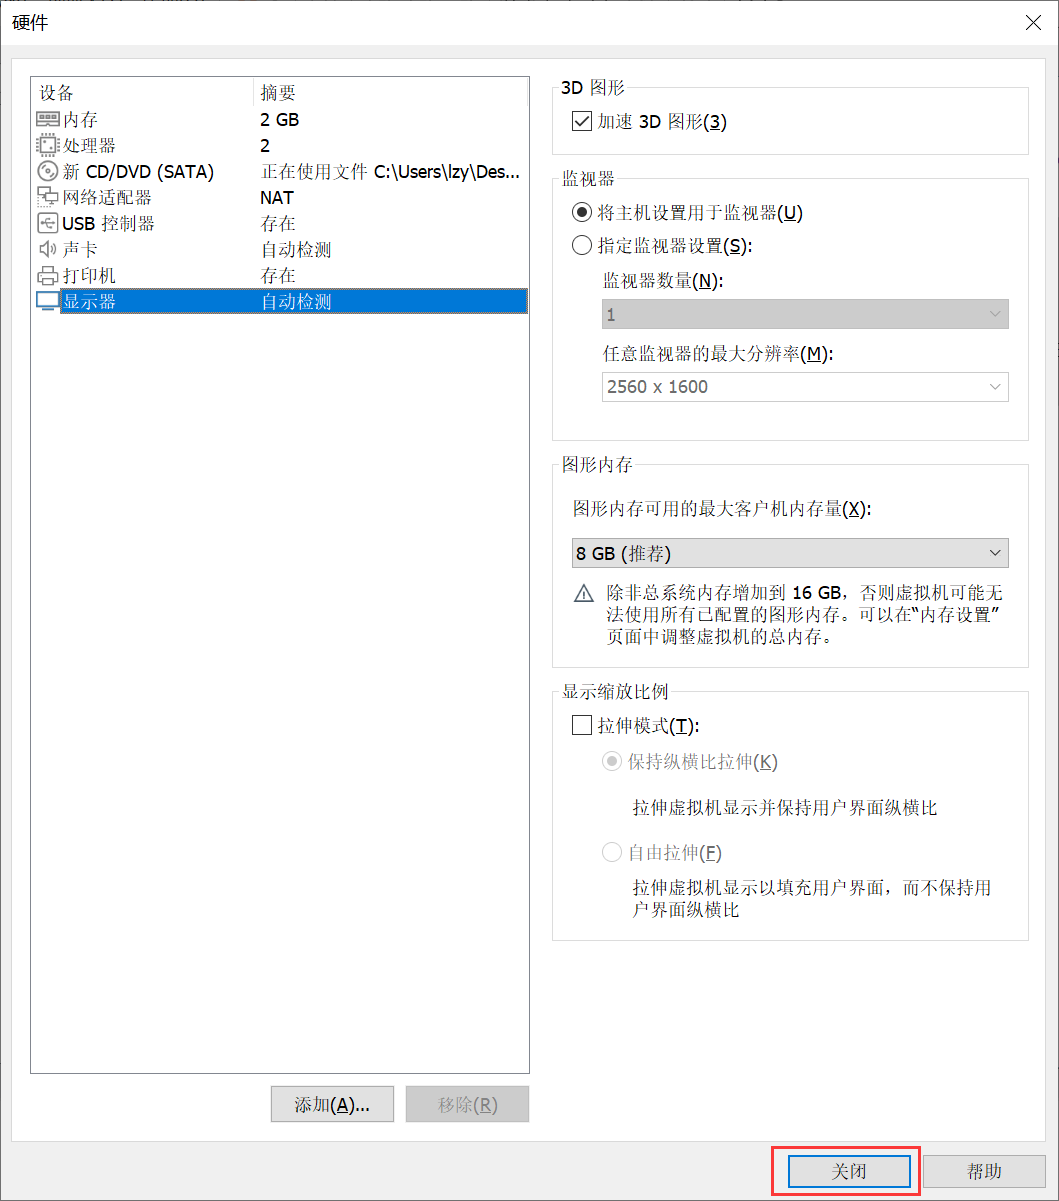 硬件
设备 摘要
内存 2 GB
处理器 2
新 CD/DVD (SATA) 正在使用文件 C:\Users\lzy\Des...
网络适配器 NAT
USB 控制器 存在
声卡 自动检测
打印机 存在
显示器 自动检测
添加(A)... 移除(R)
3D 图形
加速 3D 图形(3)
监视器
将主机设置用于监视器(U)
指定监视器设置(S):
监视器数量(N):
1
任意监视器的最大分辨率(M):
2560 x 1600
图形内存
图形内存可用的最大客户机内存量(X):
8 GB (推荐)
除非总系统内存增加到 16 GB，否则虚拟机可能无
法使用所有已配置的图形内存。可以在“内存设置”
页面中调整虚拟机的总内存。
显示缩放比例
拉伸模式(T):
保持纵横比拉伸(K)
拉伸虚拟机显示并保持用户界面纵横比
自由拉伸(F)
拉伸虚拟机显示以填充用户界面，而不保持用
户界面纵横比
关闭 帮助